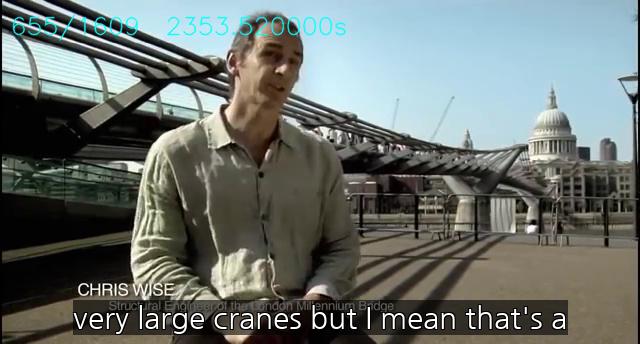 655/1609 2353.520000s
CHRIS WISE
Structural Engineer of the London Millennium Bridge
very large cranes but I mean that's a